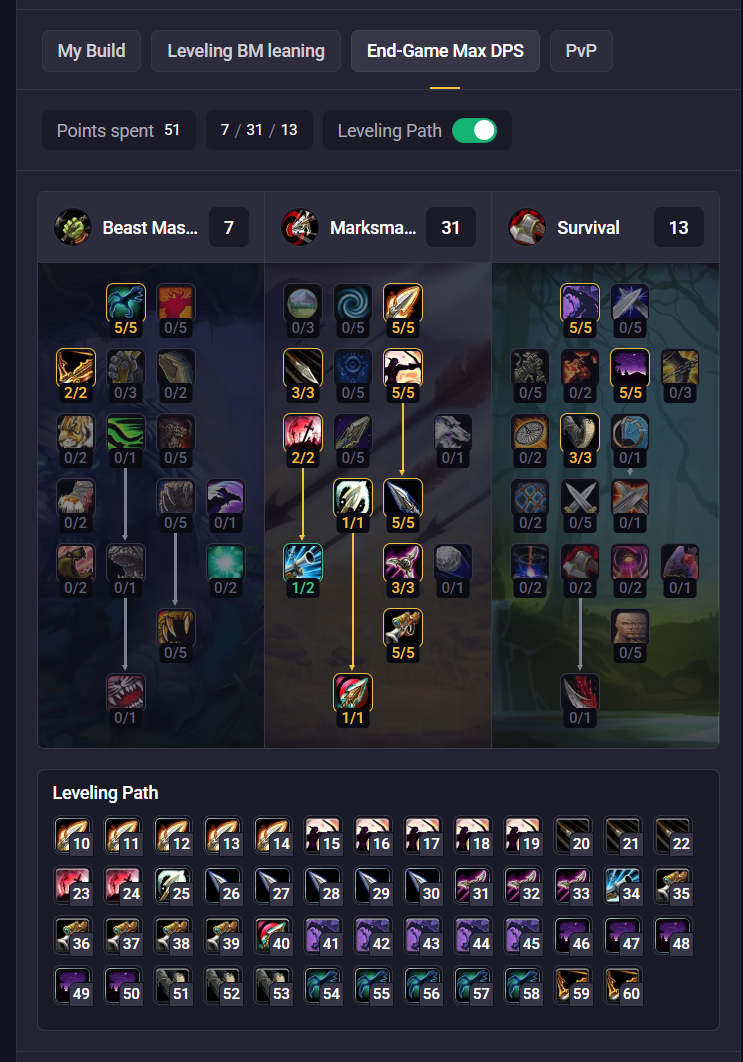 My Build Leveling BM leaning End-Game Max DPS PvP
Points spent 51 7 / 31 / 13 Leveling Path
Beast Mas... 7 Marksma... 31 Survival 13
5/5 0/5 0/3 0/5 5/5 5/5 0/5
2/2 0/3 0/2 3/3 0/5 5/5 0/5 0/2 5/5 0/3
0/2 0/1 0/5 2/2 0/5 0/1 0/2 3/3 0/1
0/2 0/5 0/1 1/1 5/5 0/2 0/5 0/1
0/2 0/1 0/2 1/2 3/3 0/1 0/2 0/2 0/2 0/1
0/5 5/5 0/5
0/1 1/1 0/1
Leveling Path
10 11 12 13 14 15 16 17 18 19 20 21 22
23 24 25 26 27 28 29 30 31 32 33 34 35
36 37 38 39 40 41 42 43 44 45 46 47 48
49 50 51 52 53 54 55 56 57 58 59 60